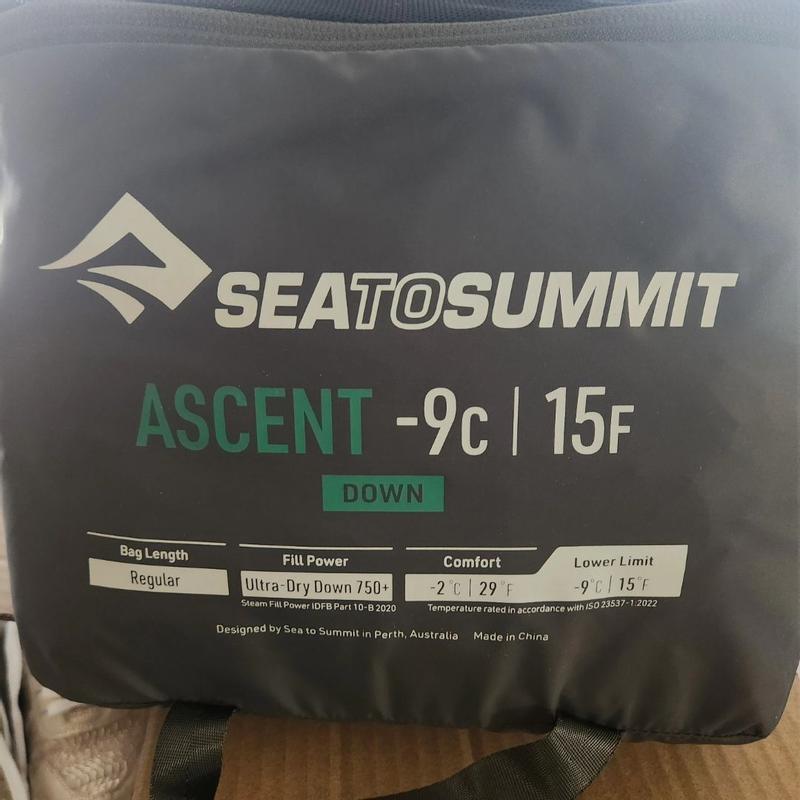 SEATOSUMMIT
ASCENT -9C | 15F
DOWN
Bag Length Fill Power Comfort Lower Limit
Regular Ultra-Dry Down 750+ -2°C | 29°F -9°C | 15°F
Steam Fill Power IDFB Part 10-B 2020 Temperature rated in accordance with ISO 23537-1:2022
Designed by Sea to Summit in Perth, Australia Made in China